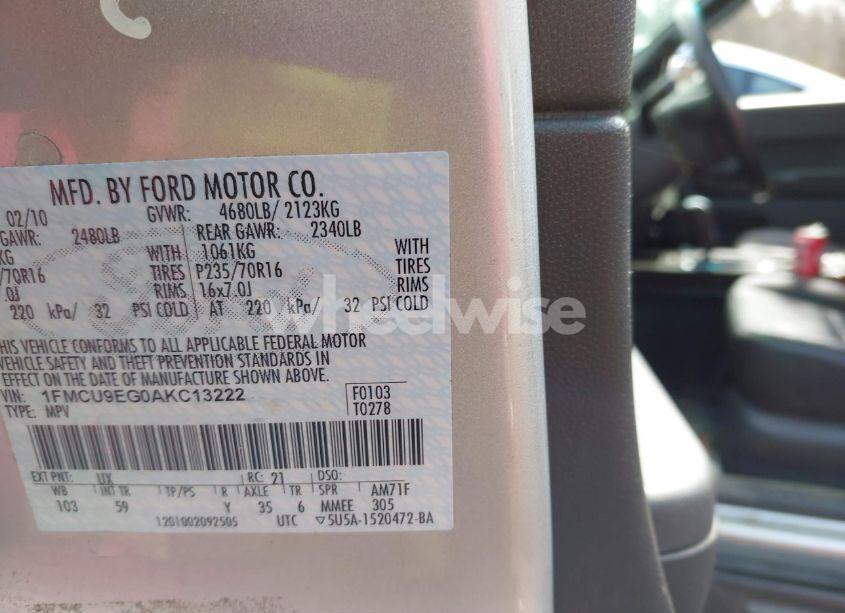 MFD. BY FORD MOTOR CO.
02/10 GVWR: 4680LB/ 2123KG
GAWR: 2480LB REAR GAWR: 2340LB
KG WITH 1061KG WITH
/70R16 TIRES P235/70R16 TIRES
.0J RIMS 16x7.0J RIMS
220 kPa/ 32 PSI COLD AT 220 kPa/ 32 PSI COLD
THIS VEHICLE CONFORMS TO ALL APPLICABLE FEDERAL MOTOR
VEHICLE SAFETY AND THEFT PREVENTION STANDARDS IN
EFFECT ON THE DATE OF MANUFACTURE SHOWN ABOVE.
VIN: 1FMCU9EG0AKC13222 F0103
TYPE: MPV T0278
EXT PNT: UX RC: 21 DSO:
WB INT TR TP/PS R AXLE TR SPR AM71F
103 59 Y 35 6 MMEE 305
1201002092505 UTC ▽5U5A-1520472-BA
wheelwise